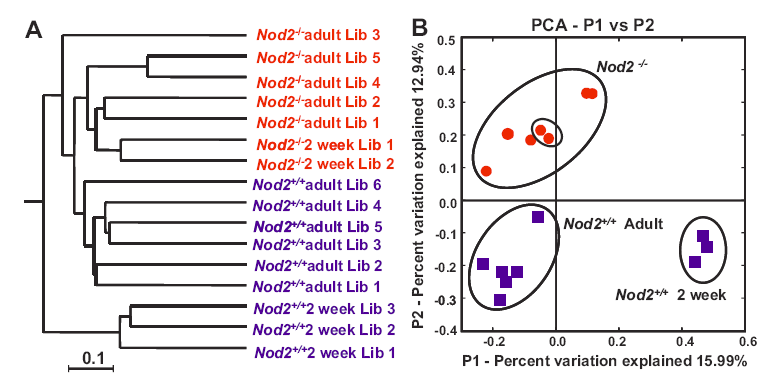 A
Nod2-/-adult Lib 3
Nod2-/-adult Lib 5
Nod2-/-adult Lib 4
Nod2-/-adult Lib 2
Nod2-/-adult Lib 1
Nod2-/-2 week Lib 1
Nod2-/-2 week Lib 2
Nod2+/+adult Lib 6
Nod2+/+adult Lib 4
Nod2+/+adult Lib 5
Nod2+/+adult Lib 3
Nod2+/+adult Lib 2
Nod2+/+adult Lib 1
Nod2+/+2 week Lib 3
Nod2+/+2 week Lib 2
Nod2+/+2 week Lib 1
0.1
B
PCA - P1 vs P2
P2 - Percent variation explained 12.94%
0.5
0.4
0.3
0.2
0.1
0.0
-0.1
-0.2
-0.3
-0.4
Nod2 -/-
Nod2+/+ Adult
Nod2+/+ 2 week
-0.2 0.0 0.2 0.4 0.6
P1 - Percent variation explained 15.99%